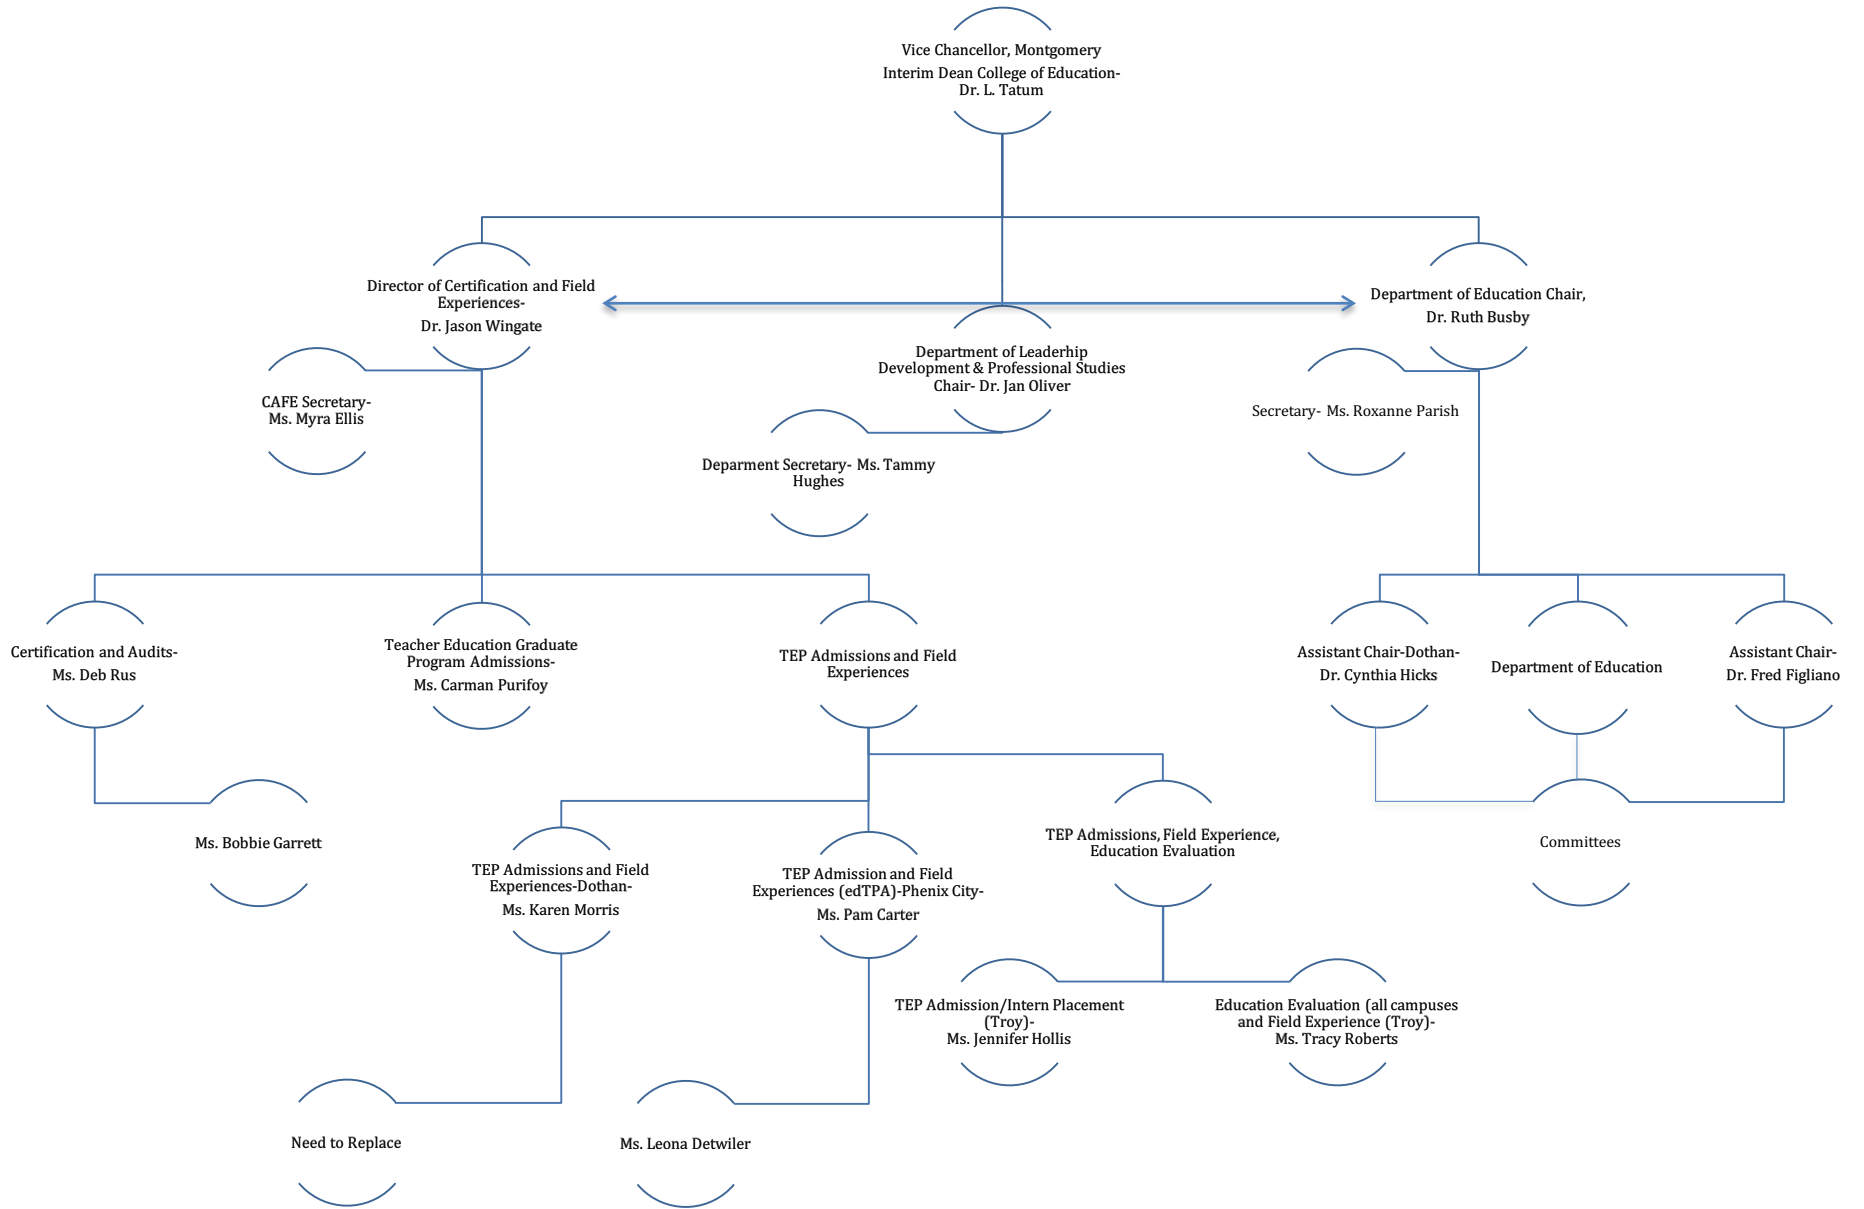 Vice Chancellor, Montgomery
Interim Dean College of Education-
Dr. L. Tatum
Director of Certification and Field
Experiences-
Dr. Jason Wingate
Department of Education Chair,
Dr. Ruth Busby
Department of Leaderhip
Development & Professional Studies
Chair- Dr. Jan Oliver
CAFE Secretary-
Ms. Myra Ellis
Secretary- Ms. Roxanne Parish
Deparment Secretary- Ms. Tammy
Hughes
Certification and Audits-
Ms. Deb Rus
Teacher Education Graduate
Program Admissions-
Ms. Carman Purifoy
TEP Admissions and Field
Experiences
Assistant Chair-Dothan-
Dr. Cynthia Hicks
Department of Education
Assistant Chair-
Dr. Fred Figliano
Ms. Bobbie Garrett
TEP Admissions and Field
Experiences-Dothan-
Ms. Karen Morris
TEP Admission and Field
Experiences (edTPA)-Phenix City-
Ms. Pam Carter
TEP Admissions, Field Experience,
Education Evaluation
Committees
TEP Admission/Intern Placement
(Troy)-
Ms. Jennifer Hollis
Education Evaluation (all campuses
and Field Experience (Troy)-
Ms. Tracy Roberts
Need to Replace
Ms. Leona Detwiler